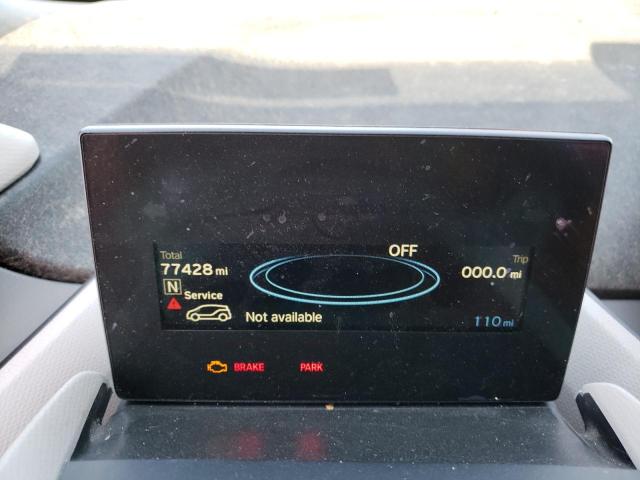 OFF
Total
77428 mi
Trip
000.0 mi
N
Service
Not available
110 mi
BRAKE
PARK